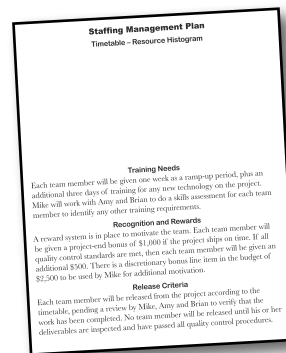 Staffing Management Plan
Timetable – Resource Histogram
Training Needs
Each team member will be given one week as a ramp-up period, plus an
additional three days of training for any new technology on the project.
Mike will work with Amy and Brian to do a skills assessment for each team
member to identify any other training requirements.
Recognition and Rewards
A reward system is in place to motivate the team. Each team member will
be given a project-end bonus of $1,000 if the project ships on time. If all
quality control standards are met, then each team member will be given an
additional $500. There is a discretionary bonus line item in the budget of
$2,500 to be used by Mike for additional motivation.
Release Criteria
Each team member will be released from the project according to the
timetable, pending a review by Mike, Amy and Brian to verify that the
work has been completed. No team member will be released until his or her
deliverables are inspected and have passed all quality control procedures.